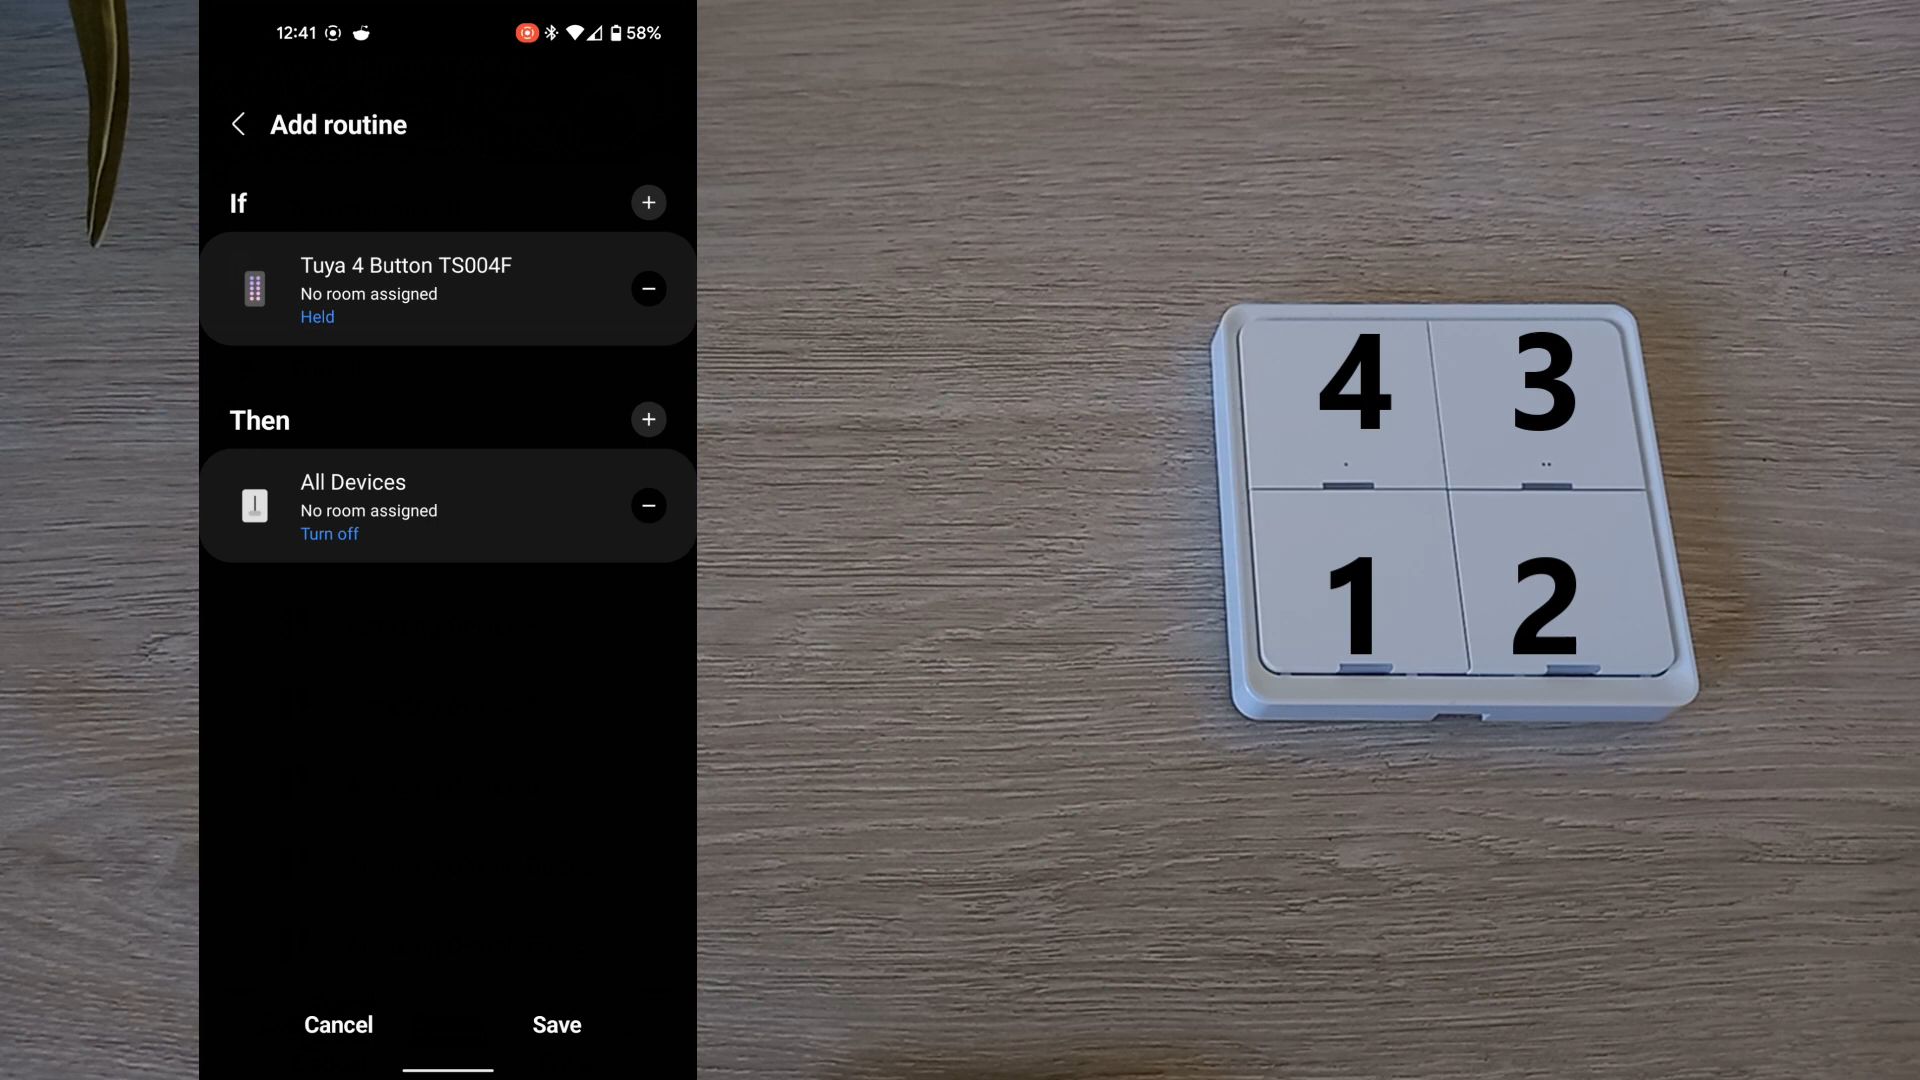 12:41
58%
Add routine
If
Tuya 4 Button TS004F
No room assigned
Held
Then
All Devices
No room assigned
Turn off
Cancel
Save
4 3
1 2